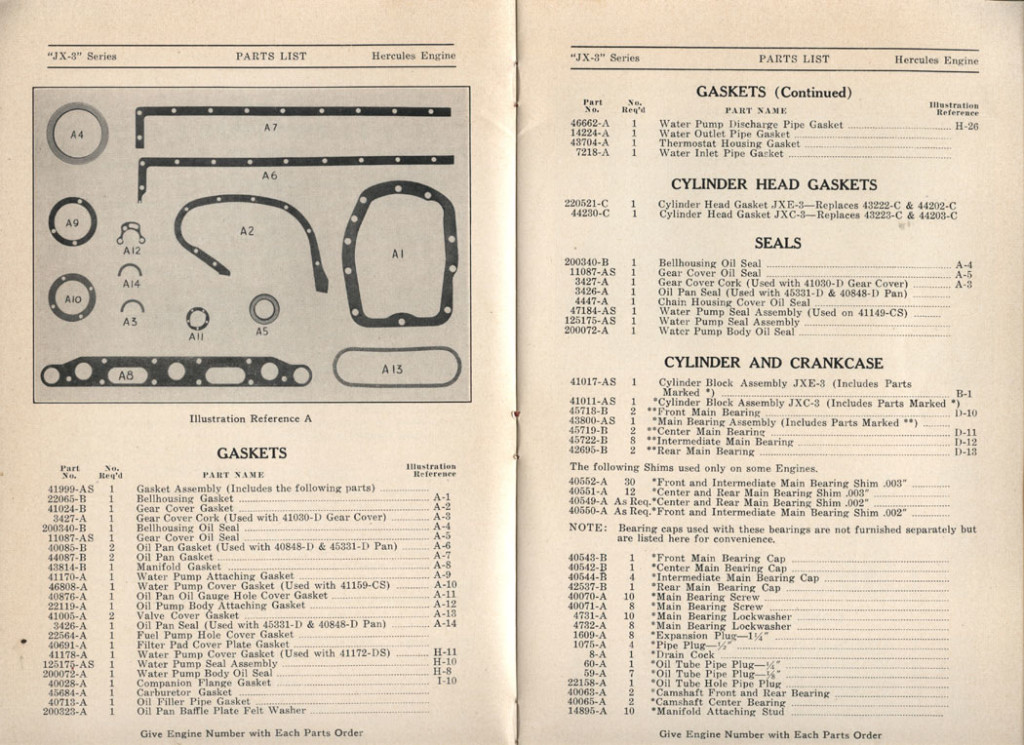 "JX-3" Series PARTS LIST Hercules Engine
A4
A7
A6
A9
A2
A1
A12
A14
A10
A3
A11
A5
A8
A13
Illustration Reference A
GASKETS
Part No. No. Req'd PART NAME Illustration Reference
41999-AS 1 Gasket Assembly (Includes the following parts)
22065-B 1 Bellhousing Gasket A-1
41024-B 1 Gear Cover Gasket A-2
3427-A 1 Gear Cover Cork (Used with 41030-D Gear Cover) A-3
200340-B 1 Bellhousing Oil Seal A-4
11087-AS 1 Gear Cover Oil Seal A-5
40085-B 2 Oil Pan Gasket (Used with 40848-D & 45331-D Pan) A-6
44087-B 2 Oil Pan Gasket A-7
43814-B 1 Manifold Gasket A-8
41170-A 1 Water Pump Attaching Gasket A-9
46808-A 1 Water Pump Cover Gasket (Used with 41159-CS) A-10
40876-A 1 Oil Pan Oil Gauge Hole Cover Gasket A-11
22119-A 1 Oil Pump Body Attaching Gasket A-12
41005-A 2 Valve Cover Gasket A-13
3426-A 1 Oil Pan Seal (Used with 45331-D & 40848-D Pan) A-14
22564-A 1 Fuel Pump Hole Cover Gasket
40691-A 1 Filter Pad Cover Plate Gasket
41178-A 1 Water Pump Cover Gasket (Used with 41172-DS) H-11
125175-AS 1 Water Pump Seal Assembly H-10
200072-A 1 Water Pump Body Oil Seal H-8
40028-A 1 Companion Flange Gasket I-10
45684-A 1 Carburetor Gasket
40713-A 1 Oil Filler Pipe Gasket
200323-A 1 Oil Pan Baffle Plate Felt Washer
Give Engine Number with Each Parts Order
"JX-3" Series PARTS LIST Hercules Engine
GASKETS (Continued)
Part No. No. Req'd PART NAME Illustration Reference
46662-A 1 Water Pump Discharge Pipe Gasket H-26
14224-A 1 Water Outlet Pipe Gasket
43704-A 1 Thermostat Housing Gasket
7218-A 1 Water Inlet Pipe Gasket
CYLINDER HEAD GASKETS
220521-C 1 Cylinder Head Gasket JXE-3—Replaces 43222-C & 44202-C
44230-C 1 Cylinder Head Gasket JXC-3—Replaces 43223-C & 44203-C
SEALS
200340-B 1 Bellhousing Oil Seal A-4
11087-AS 1 Gear Cover Oil Seal A-5
3427-A 1 Gear Cover Cork (Used with 41030-D Gear Cover) A-3
3426-A 1 Oil Pan Seal (Used with 45331-D & 40848-D Pan)
4447-A 1 Chain Housing Cover Oil Seal
47184-AS 1 Water Pump Seal Assembly (Used on 41149-CS)
125175-AS 1 Water Pump Seal Assembly
200072-A 1 Water Pump Body Oil Seal
CYLINDER AND CRANKCASE
41017-AS 1 Cylinder Block Assembly JXE-3 (Includes Parts
Marked *) B-1
41011-AS 1 *Cylinder Block Assembly JXC-3 (Includes Parts Marked *)
45718-B 2 **Front Main Bearing D-10
43800-AS 1 *Main Bearing Assembly (Includes Parts Marked **)
45719-B 2 **Center Main Bearing D-11
45722-B 8 **Intermediate Main Bearing D-12
42695-B 2 **Rear Main Bearing D-13
The following Shims used only on some Engines.
40552-A 30 *Front and Intermediate Main Bearing Shim .003"
40551-A 12 *Center and Rear Main Bearing Shim .003"
40549-A As Req. *Center and Rear Main Bearing Shim .002"
40550-A As Req. *Front and Intermediate Main Bearing Shim .002"
NOTE: Bearing caps used with these bearings are not furnished separately but
are listed here for convenience.
40543-B 1 *Front Main Bearing Cap
40542-B 1 *Center Main Bearing Cap
40544-B 4 *Intermediate Main Bearing Cap
42537-B 1 *Rear Main Bearing Cap
40070-A 10 *Main Bearing Screw
40071-A 8 *Main Bearing Screw
4731-A 10 *Main Bearing Lockwasher
4732-A 8 *Main Bearing Lockwasher
1609-A 8 *Expansion Plug—1¼"
1075-A 4 *Pipe Plug—½"
8-A 1 *Drain Cock
60-A 1 *Oil Tube Pipe Plug—
59-A 7 *Oil Tube Pipe Plug—
22158-A 1 *Oil Tube Hole Pipe Plug
40063-A 2 *Camshaft Front and Rear Bearing
40065-A 2 *Camshaft Center Bearing
14895-A 10 *Manifold Attaching Stud
Give Engine Number with Each Parts Order